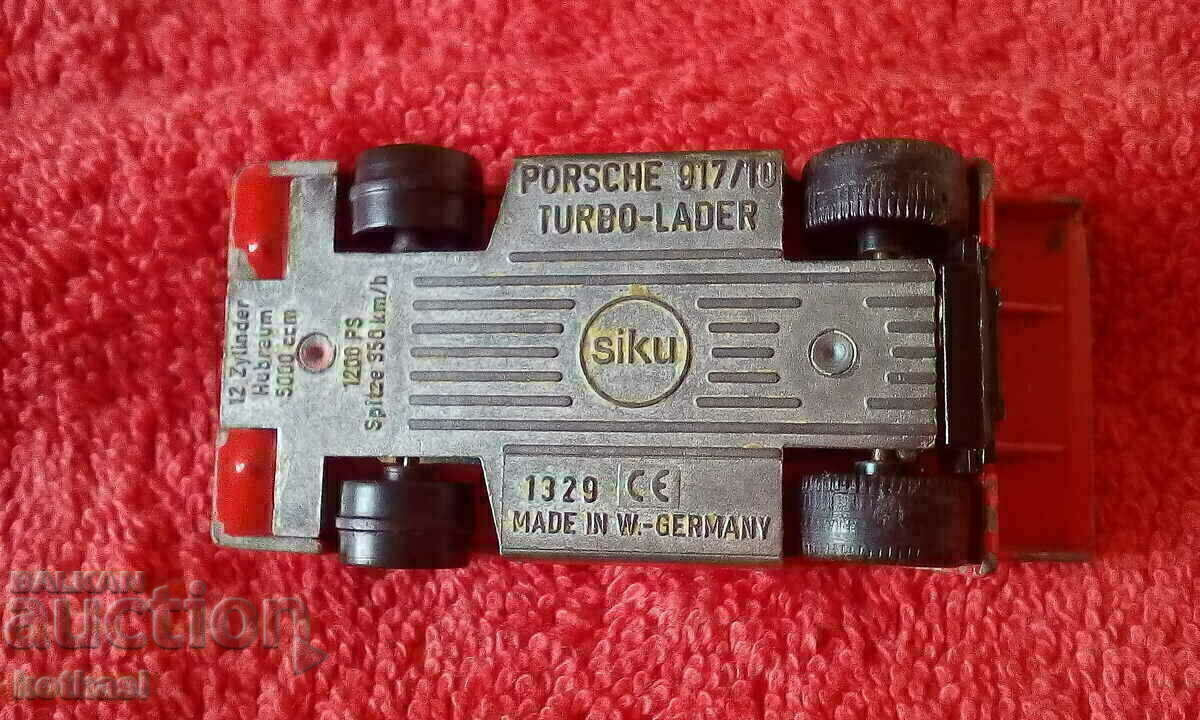 PORSCHE 917/10
TURBO-LADER
12 Zylinder
Hubraum
5000 ccm
1200 PS
Spitze 350 km/h
siku
1329 CE
MADE IN W.-GERMANY
BALKAN
auction